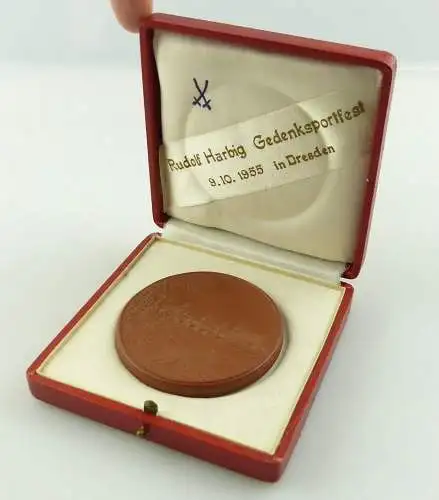 Rudolf Harbig Gedenksportfest
9.10.1955 in Dresden